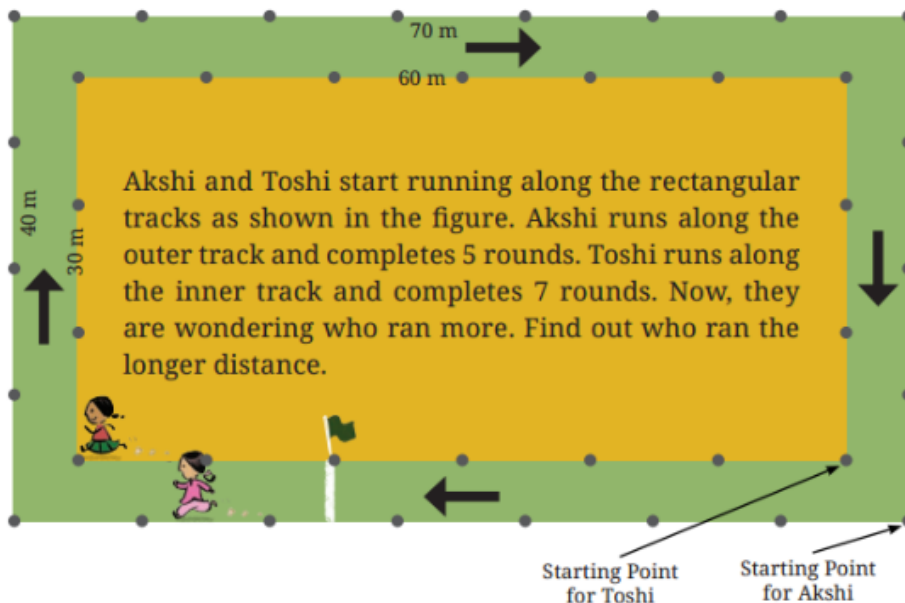 70 m
60 m
40 m
30 m
Akshi and Toshi start running along the rectangular
tracks as shown in the figure. Akshi runs along the
outer track and completes 5 rounds. Toshi runs along
the inner track and completes 7 rounds. Now, they
are wondering who ran more. Find out who ran the
longer distance.
Starting Point
for Toshi
Starting Point
for Akshi